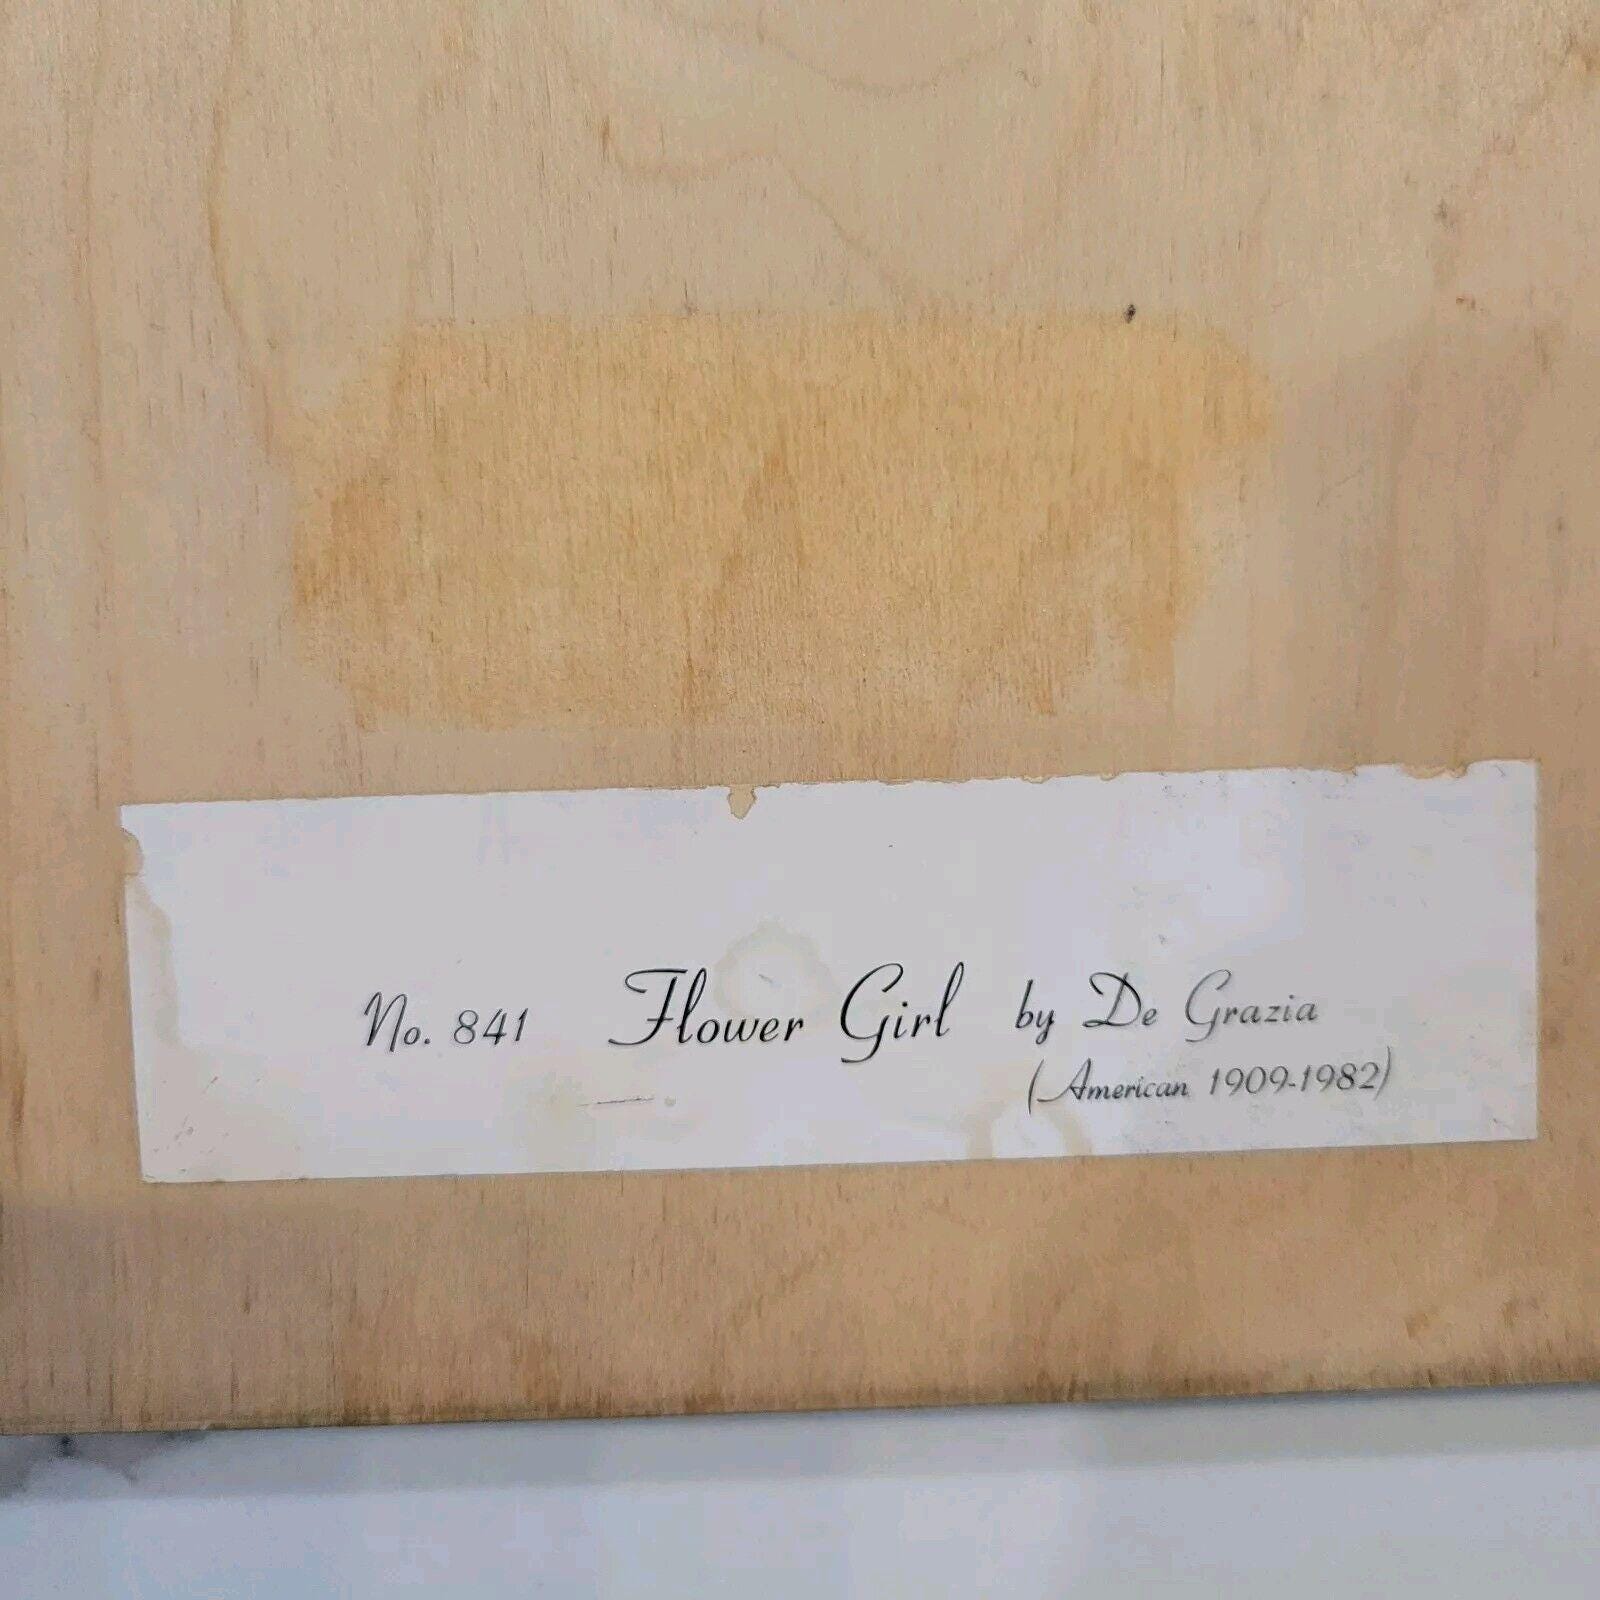 No. 841 Flower Girl by De Grazia
(American 1909-1982)